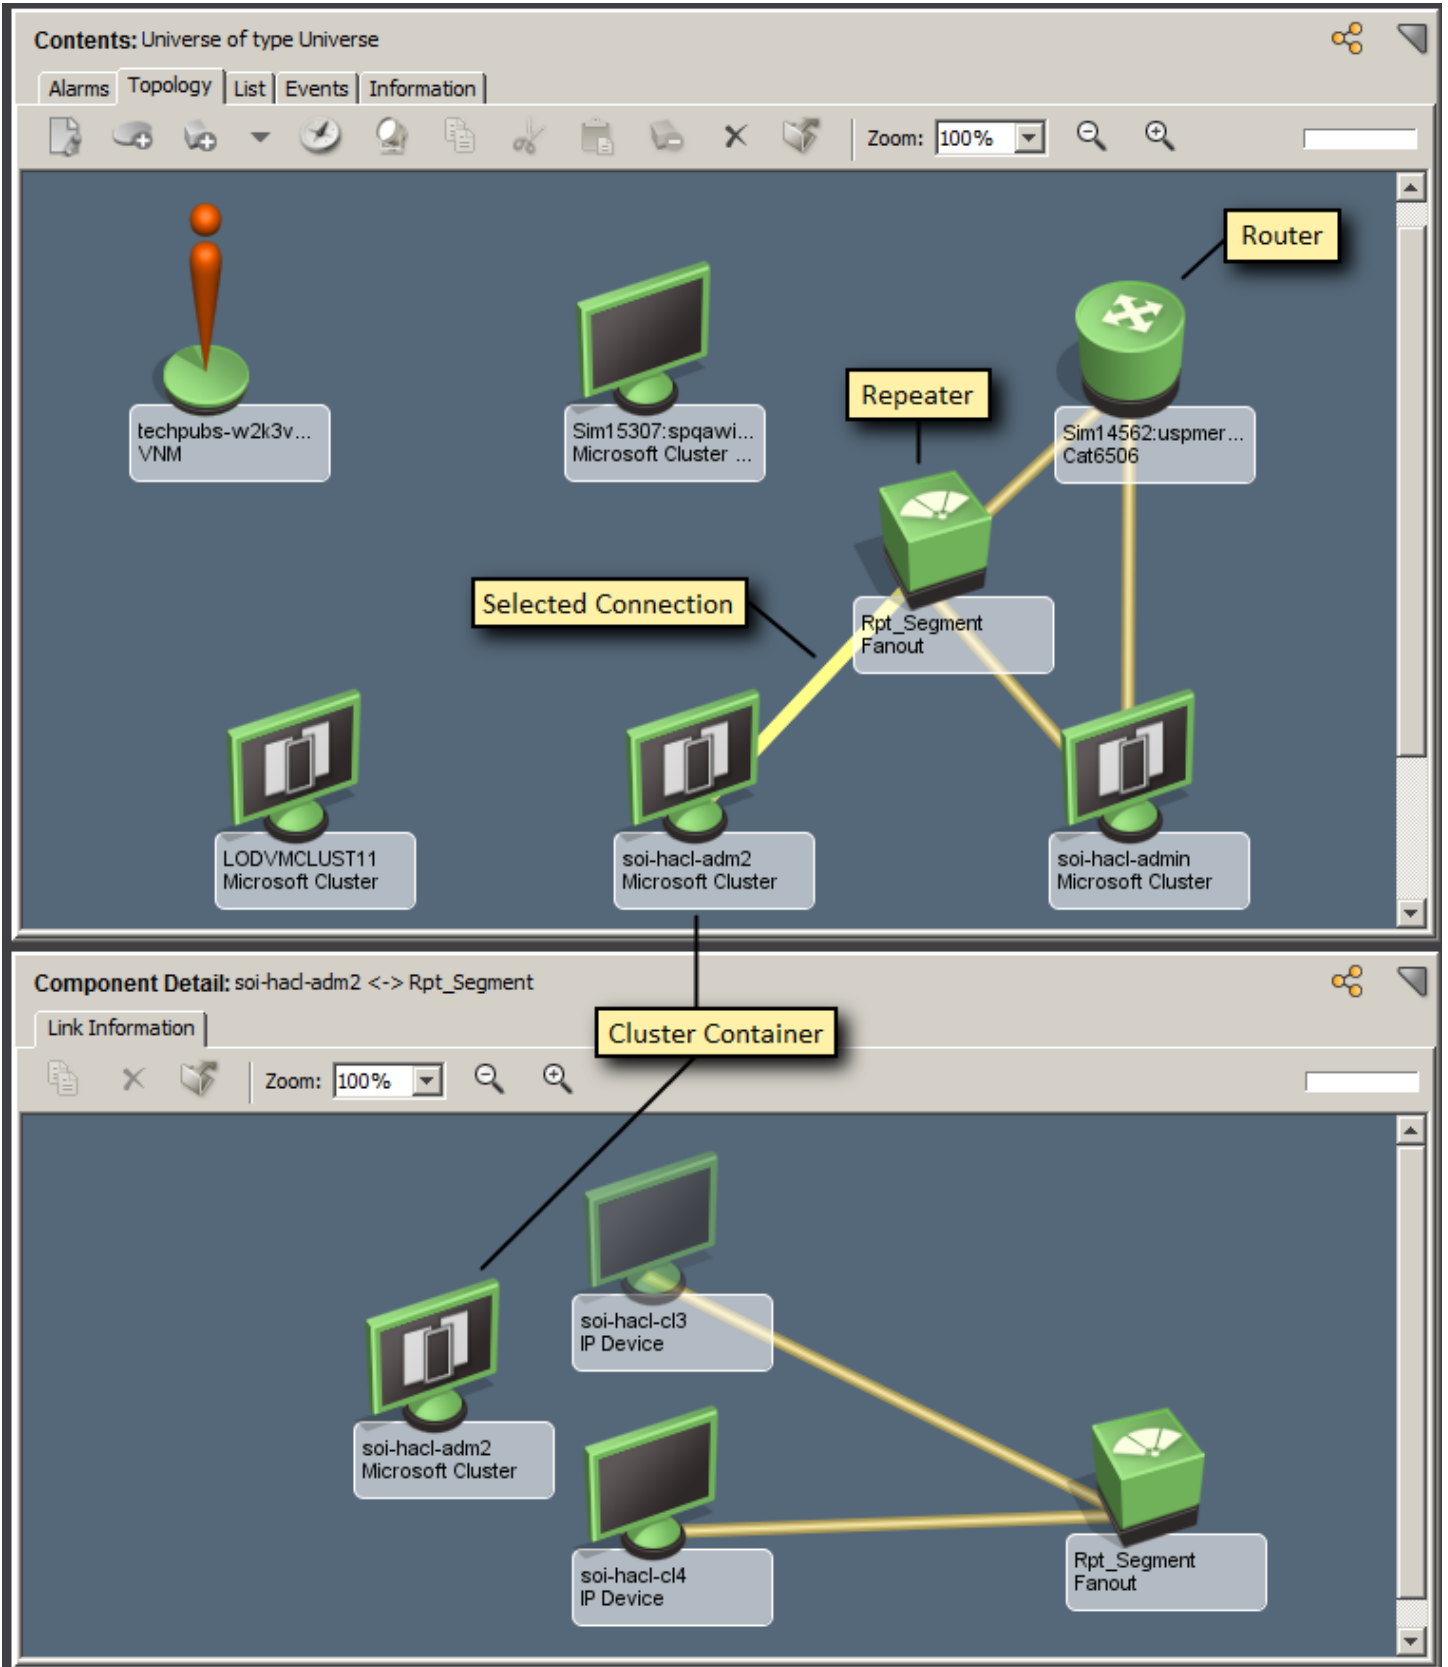 Contents: Universe of type Universe
Alarms Topology List Events Information
Zoom: 100%
Router
Repeater
techpubs-w2k3v...
VNM
Sim15307:spqawi...
Microsoft Cluster ...
Sim14562:uspmer...
Cat6506
Selected Connection
Rpt_Segment
Fanout
LODVMCLUST11
Microsoft Cluster
soi-hacl-adm2
Microsoft Cluster
soi-hacl-admin
Microsoft Cluster
Component Detail: soi-hacl-adm2 <-> Rpt_Segment
Link Information
Cluster Container
Zoom: 100%
soi-hacl-cl3
IP Device
soi-hacl-adm2
Microsoft Cluster
soi-hacl-cl4
IP Device
Rpt_Segment
Fanout